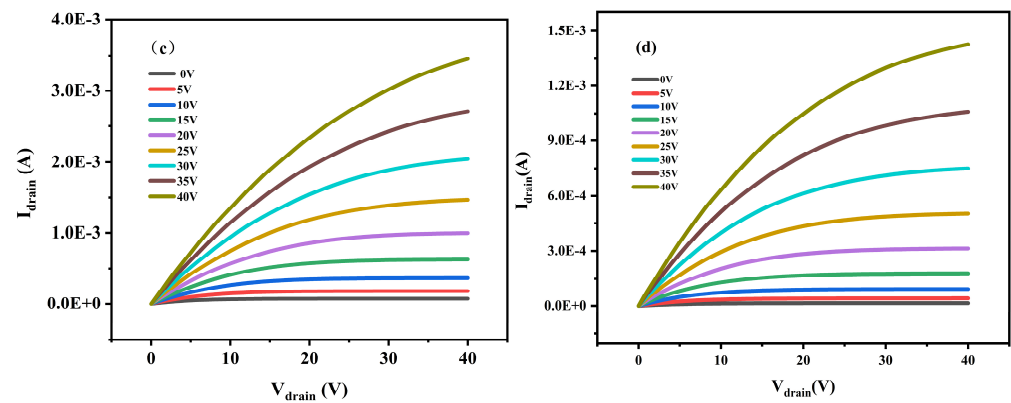 4.0E-3
3.0E-3
2.0E-3
1.0E-3
0.0E+0
I_drain (A)
（c）
0V
5V
10V
15V
20V
25V
30V
35V
40V
0 10 20 30 40
V_drain (V)
1.5E-3
1.2E-3
9.0E-4
6.0E-4
3.0E-4
0.0E+0
I_drain(A)
(d)
0V
5V
10V
15V
20V
25V
30V
35V
40V
0 10 20 30 40
V_drain(V)